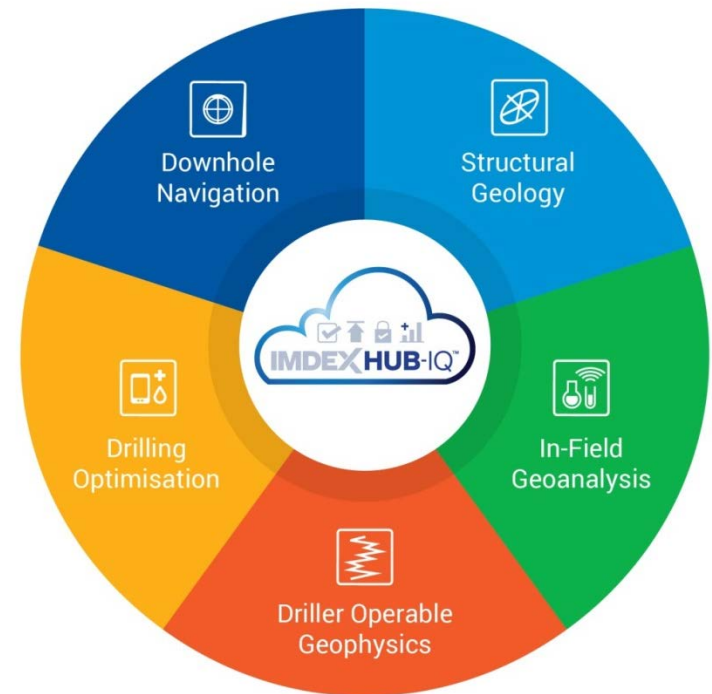 Downhole
Navigation
Structural
Geology
IMDEXHUB-IQ™
Drilling
Optimisation
In-Field
Geoanalysis
Driller Operable
Geophysics